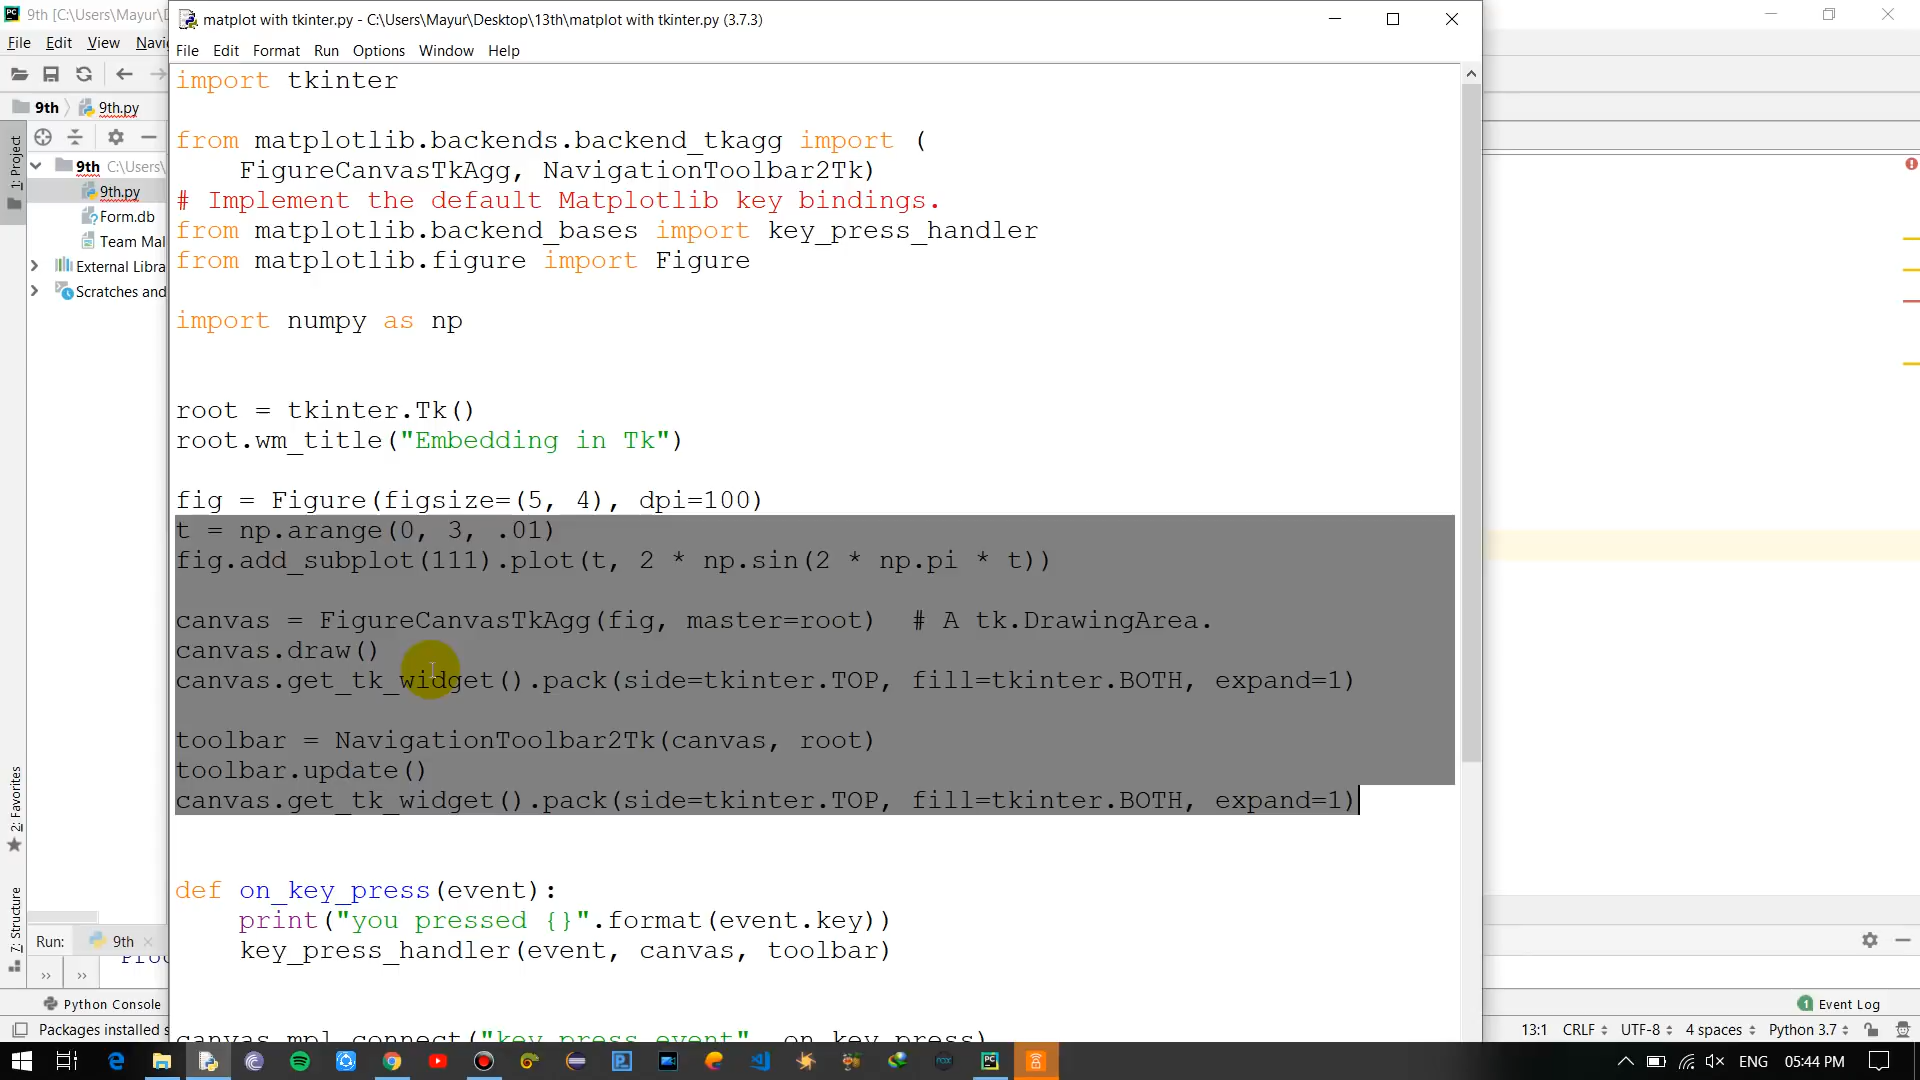 9th [C:\Users\Mayur\D
matplot with tkinter.py - C:\Users\Mayur\Desktop\13th\matplot with tkinter.py (3.7.3)
File Edit View Navi
File Edit Format Run Options Window Help
9th 9th.py
1: Project
9th C:\Users\
9th.py
Form.db
Team Mal
External Libra
Scratches and
import tkinter
from matplotlib.backends.backend_tkagg import (
FigureCanvasTkAgg, NavigationToolbar2Tk)
# Implement the default Matplotlib key bindings.
from matplotlib.backend_bases import key_press_handler
from matplotlib.figure import Figure
import numpy as np
root = tkinter.Tk()
root.wm_title("Embedding in Tk")
fig = Figure(figsize=(5, 4), dpi=100)
t = np.arange(0, 3, .01)
fig.add_subplot(111).plot(t, 2 * np.sin(2 * np.pi * t))
canvas = FigureCanvasTkAgg(fig, master=root)  # A tk.DrawingArea.
canvas.draw()
canvas.get_tk_widget().pack(side=tkinter.TOP, fill=tkinter.BOTH, expand=1)
toolbar = NavigationToolbar2Tk(canvas, root)
toolbar.update()
canvas.get_tk_widget().pack(side=tkinter.TOP, fill=tkinter.BOTH, expand=1)
def on_key_press(event):
print("you pressed {}".format(event.key))
key_press_handler(event, canvas, toolbar)
canvas.mpl_connect("key_press_event", on_key_press)
2: Favorites
7: Structure
Run: 9th
Proc
Python Console
1 Event Log
Packages installed s
13:1 CRLF UTF-8 4 spaces Python 3.7
ENG 05:44 PM